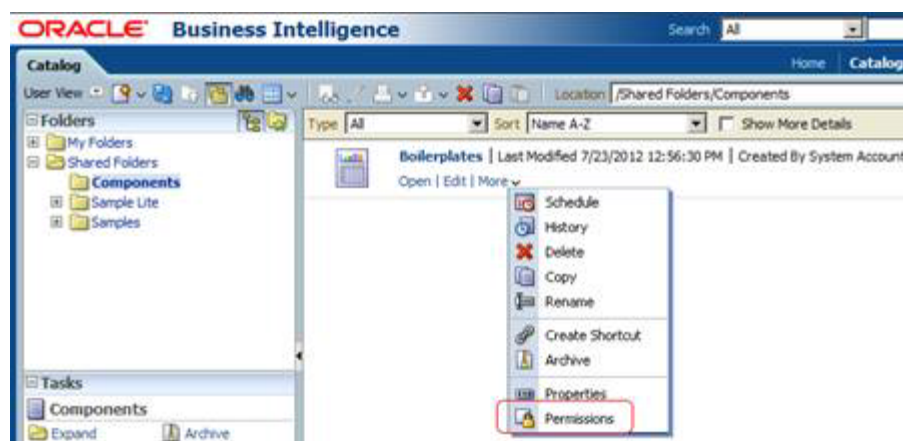 ORACLE Business Intelligence
Search All
Catalog
Home Catalog
User View
Location /Shared Folders/Components
Folders
Type All Sort Name A-Z Show More Details
My Folders
Shared Folders
Components
Sample Lite
Samples
Boilerplates | Last Modified 7/23/2012 12:56:30 PM | Created By System Account
Open | Edit | More
Schedule
History
Delete
Copy
Rename
Create Shortcut
Archive
Properties
Permissions
Tasks
Components
Expand Archive